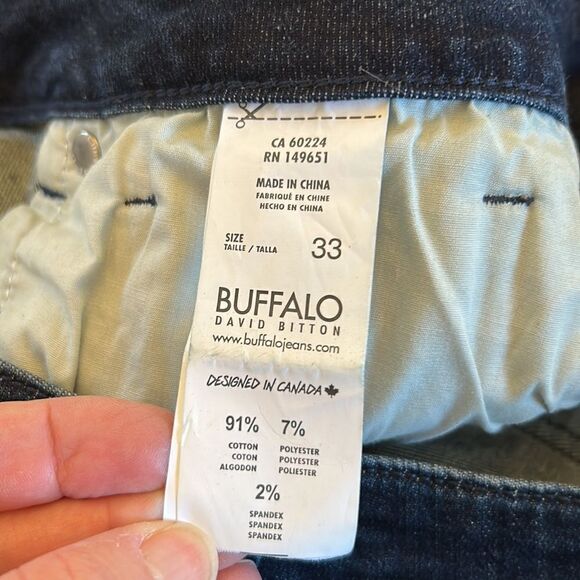 CA 60224
RN 149651
MADE IN CHINA
FABRIQUÉ EN CHINE
HECHO EN CHINA
SIZE
TAILLE / TALLA
33
BUFFALO
DAVID BITTON
www.buffalojeans.com
DESIGNED IN CANADA
91% 7%
COTTON POLYESTER
COTON POLYESTER
ALGODON POLIESTER
2%
SPANDEX
SPANDEX
SPANDEX